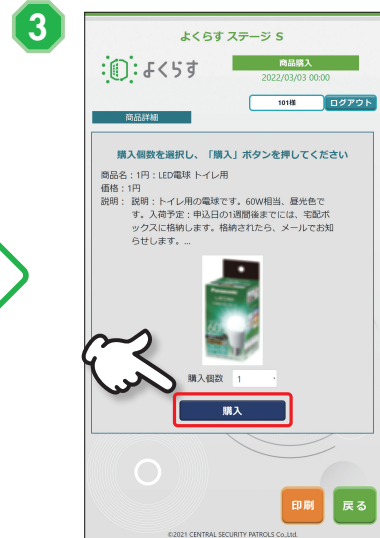 3
よくらす ステージ S
よくらす
商品購入
2022/03/03 00:00
101様
ログアウト
商品詳細
購入個数を選択し、「購入」ボタンを押してください
商品名：1円：LED電球 トイレ用
価格：1円
説明： 説明：トイレ用の電球です。60W相当、昼光色で
す。入荷予定：申込日の1週間後までには、宅配ボ
ックスに格納します。格納されたら、メールでお知
らせします。...
Panasonic
購入個数 1
購入
印刷
戻る
©2021 CENTRAL SECURITY PATROLS Co.,Ltd.